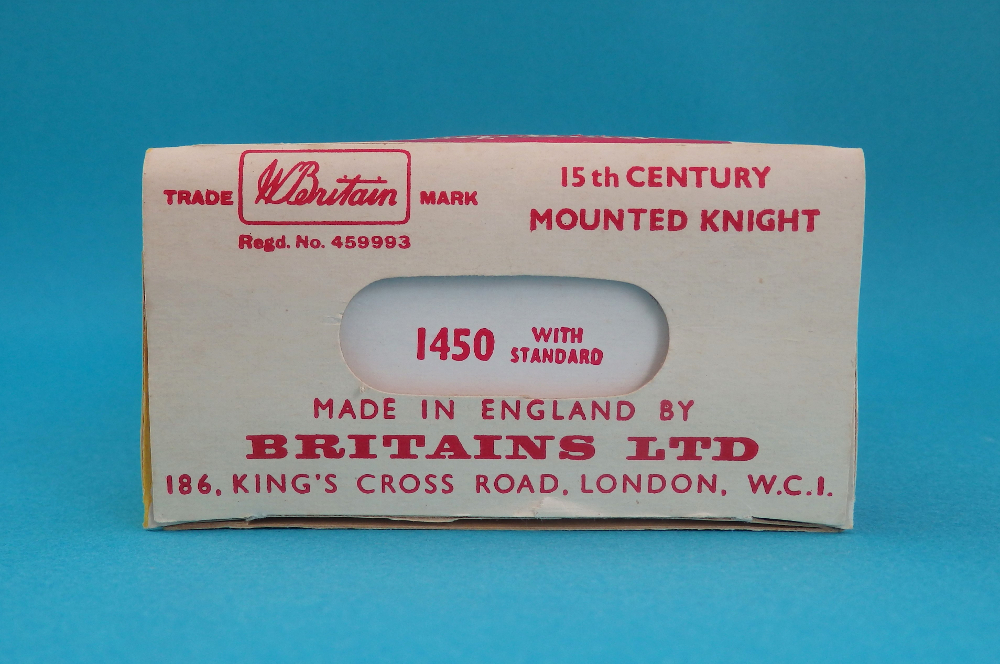 TRADE W Britain MARK
Regd. No. 459993
15th CENTURY
MOUNTED KNIGHT
1450 WITH STANDARD
MADE IN ENGLAND BY
BRITAINS LTD
186, KING'S CROSS ROAD, LONDON, W.C.1.